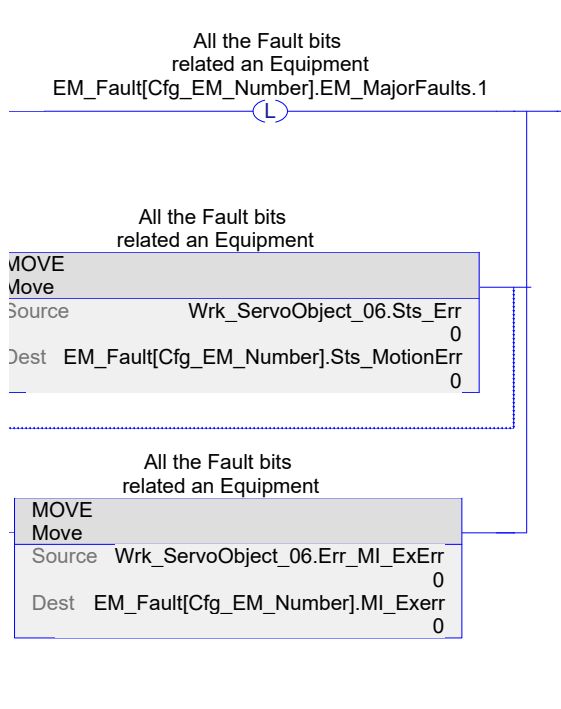 All the Fault bits
related an Equipment
EM_Fault[Cfg_EM_Number].EM_MajorFaults.1
L
All the Fault bits
related an Equipment
MOVE
Move
Source Wrk_ServoObject_06.Sts_Err
0
Dest EM_Fault[Cfg_EM_Number].Sts_MotionErr
0
All the Fault bits
related an Equipment
MOVE
Move
Source Wrk_ServoObject_06.Err_MI_ExErr
0
Dest EM_Fault[Cfg_EM_Number].MI_Exerr
0